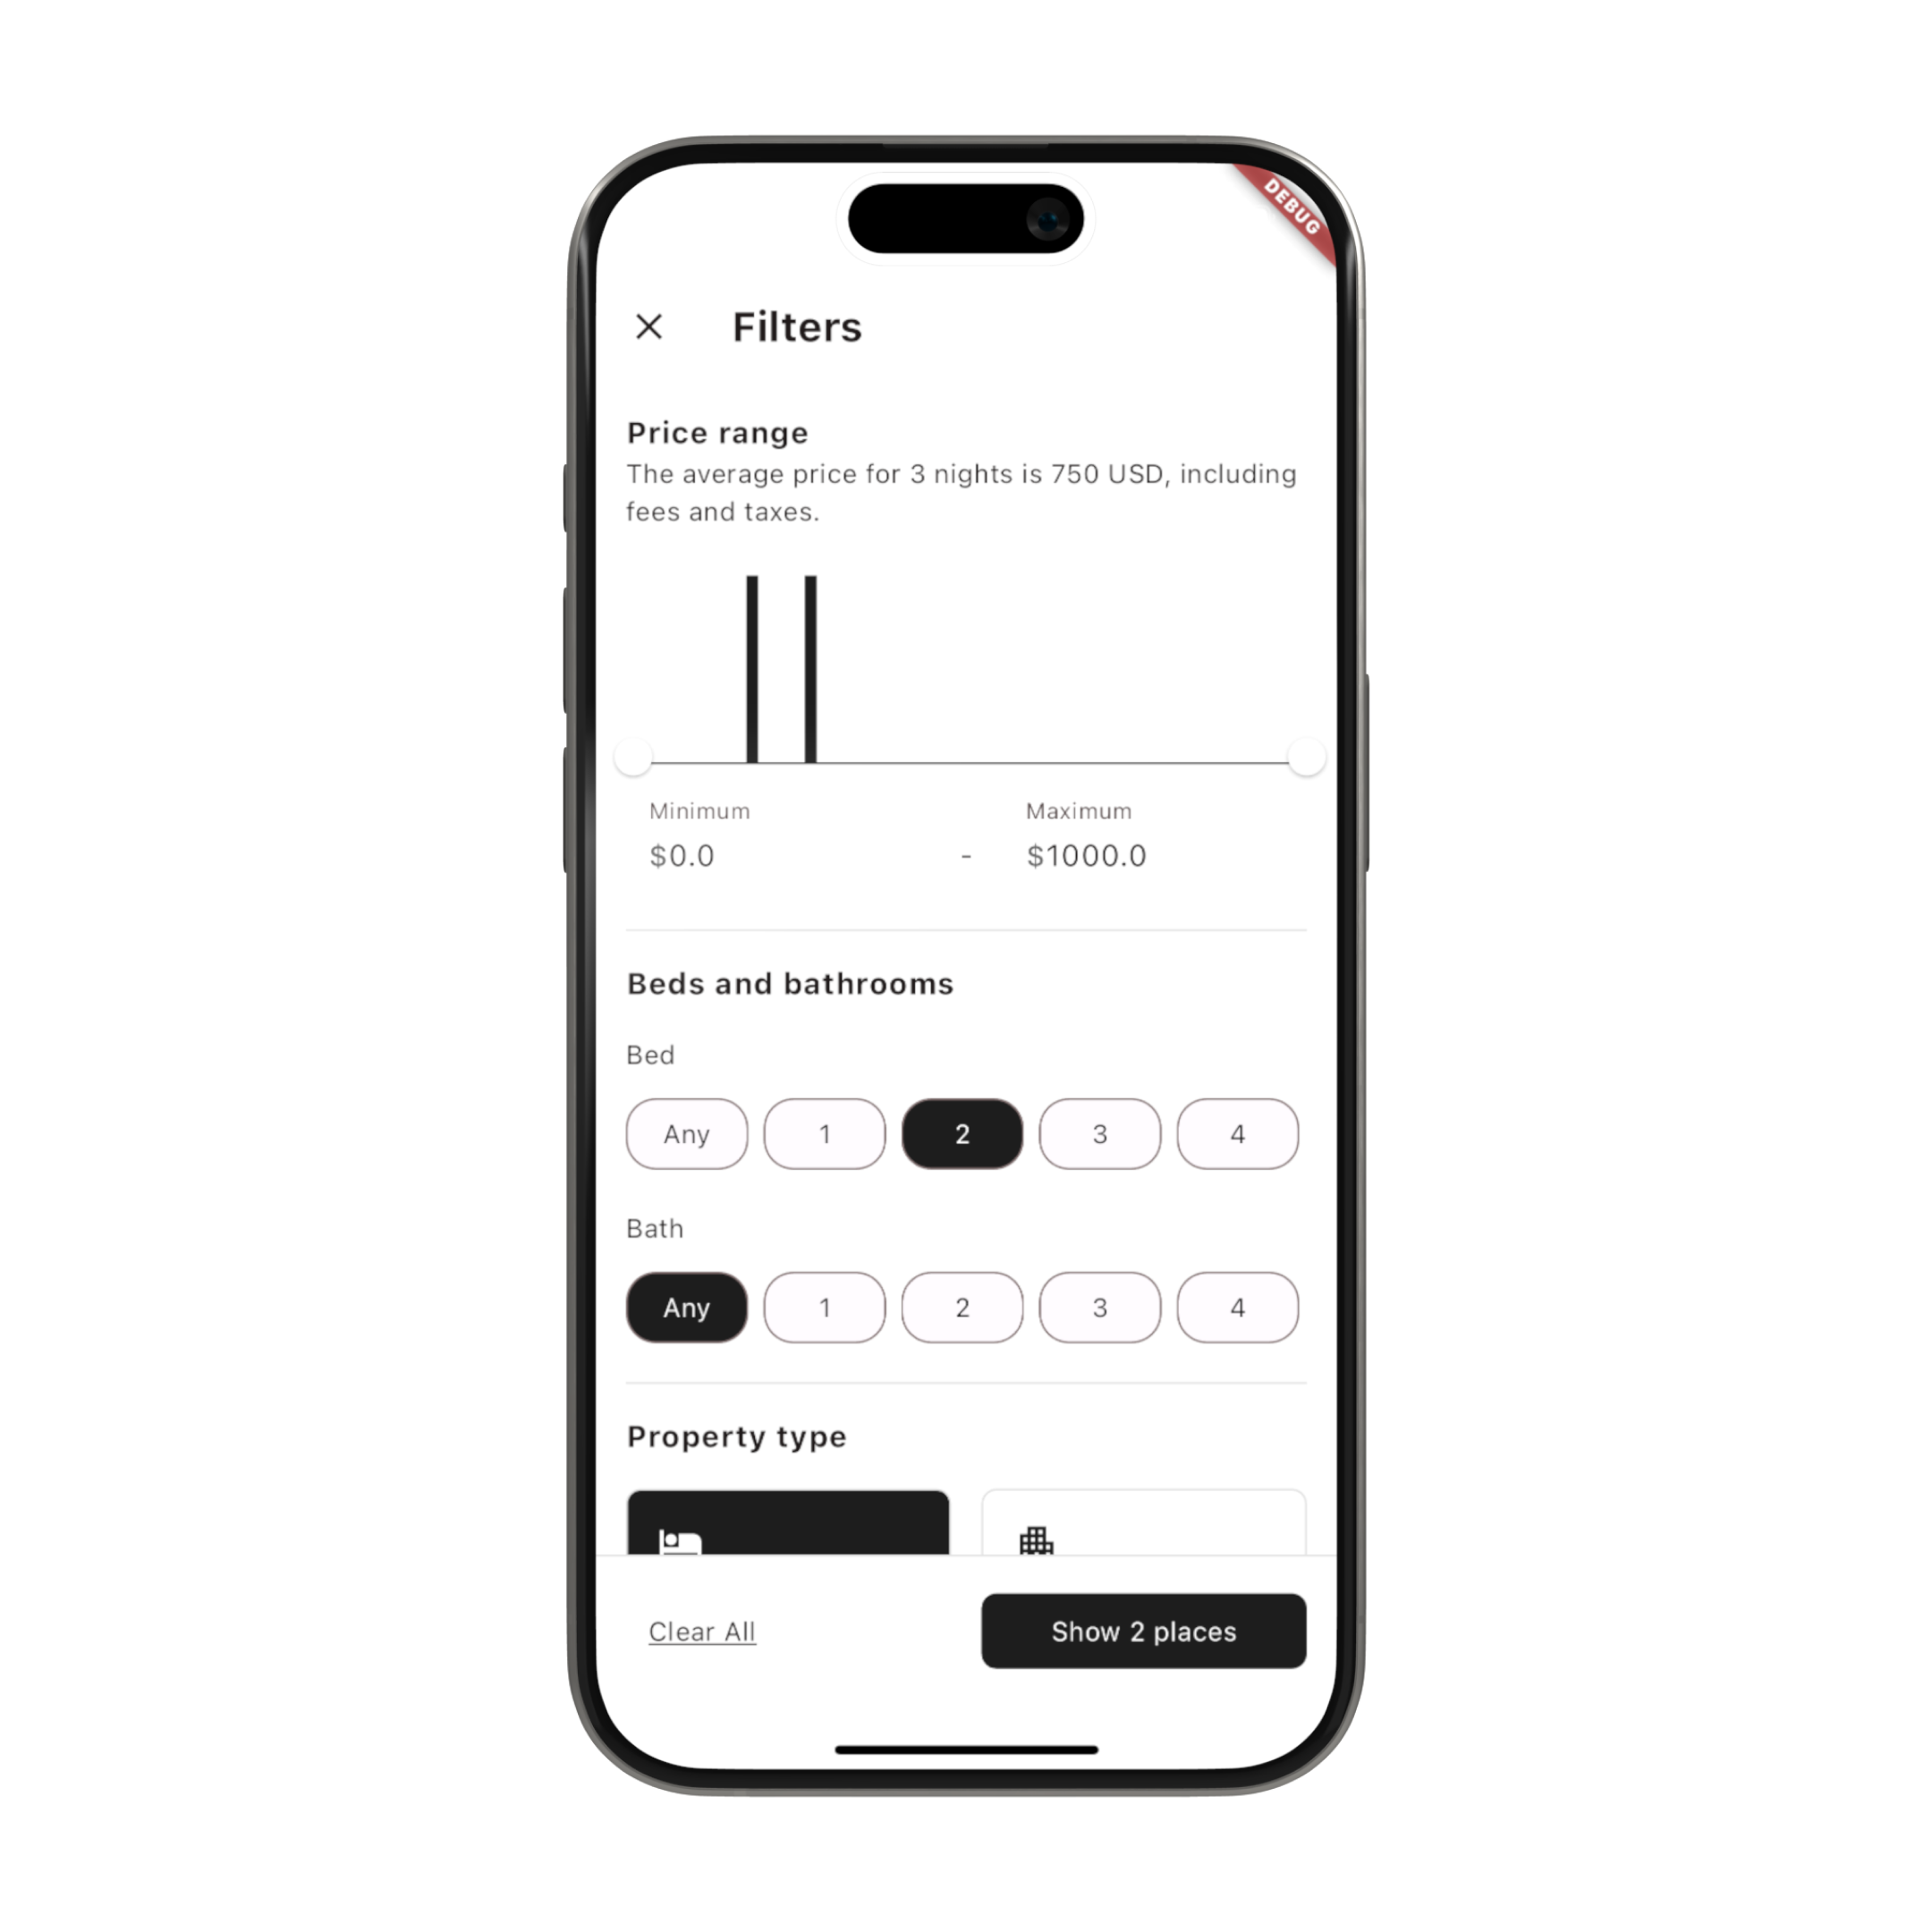 DEBUG
Filters
Price range
The average price for 3 nights is 750 USD, including
fees and taxes.
Minimum
Maximum
$0.0
-
$1000.0
Beds and bathrooms
Bed
Any 1 2 3 4
Bath
Any 1 2 3 4
Property type
Clear All
Show 2 places